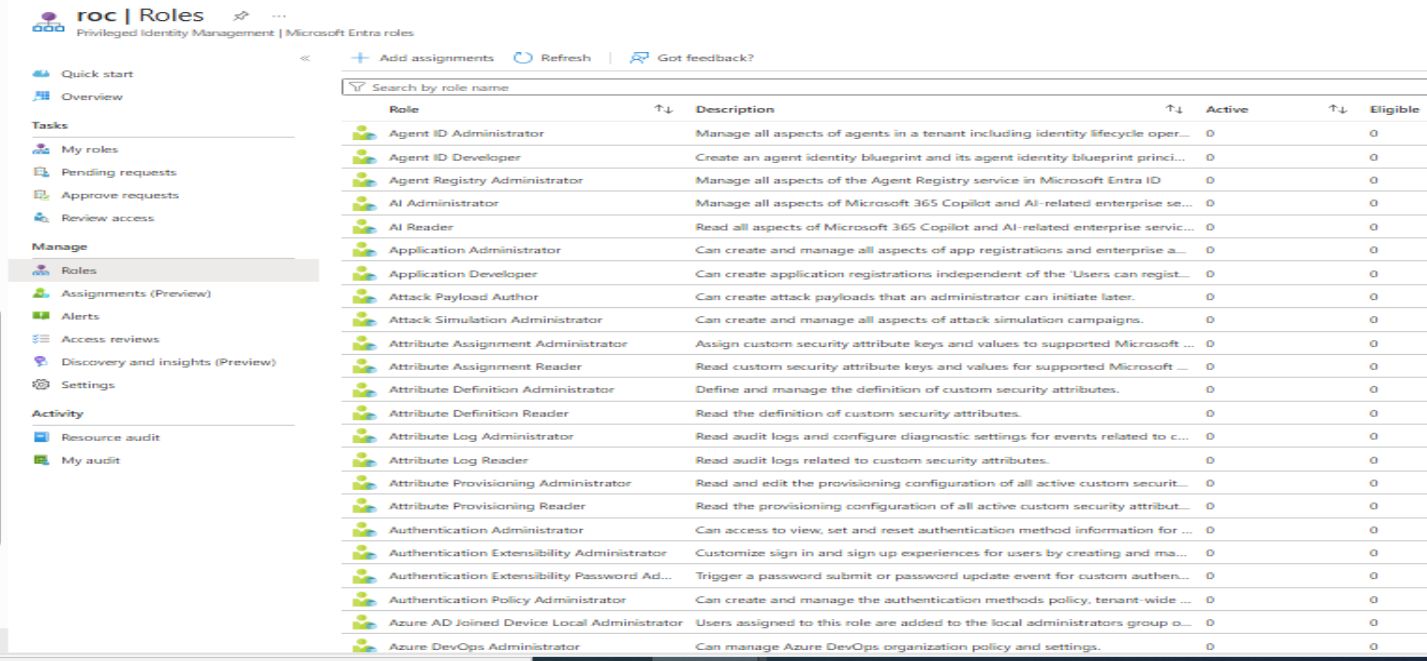 roc | Roles
Privileged Identity Management | Microsoft Entra roles
Quick start
Overview
Tasks
My roles
Pending requests
Approve requests
Review access
Manage
Roles
Assignments (Preview)
Alerts
Access reviews
Discovery and insights (Preview)
Settings
Activity
Resource audit
My audit
Add assignments Refresh Got feedback?
Search by role name
Role Description Active Eligible
Agent ID Administrator Manage all aspects of agents in a tenant including identity lifecycle oper... 0 0
Agent ID Developer Create an agent identity blueprint and its agent identity blueprint princi... 0 0
Agent Registry Administrator Manage all aspects of the Agent Registry service in Microsoft Entra ID 0 0
AI Administrator Manage all aspects of Microsoft 365 Copilot and AI-related enterprise se... 0 0
AI Reader Read all aspects of Microsoft 365 Copilot and AI-related enterprise servic... 0 0
Application Administrator Can create and manage all aspects of app registrations and enterprise a... 0 0
Application Developer Can create application registrations independent of the 'Users can regist... 0 0
Attack Payload Author Can create attack payloads that an administrator can initiate later. 0 0
Attack Simulation Administrator Can create and manage all aspects of attack simulation campaigns. 0 0
Attribute Assignment Administrator Assign custom security attribute keys and values to supported Microsoft ... 0 0
Attribute Assignment Reader Read custom security attribute keys and values for supported Microsoft ... 0 0
Attribute Definition Administrator Define and manage the definition of custom security attributes. 0 0
Attribute Definition Reader Read the definition of custom security attributes. 0 0
Attribute Log Administrator Read audit logs and configure diagnostic settings for events related to c... 0 0
Attribute Log Reader Read audit logs related to custom security attributes. 0 0
Attribute Provisioning Administrator Read and edit the provisioning configuration of all active custom securit... 0 0
Attribute Provisioning Reader Read the provisioning configuration of all active custom security attribut... 0 0
Authentication Administrator Can access to view, set and reset authentication method information for ... 0 0
Authentication Extensibility Administrator Customize sign in and sign up experiences for users by creating and ma... 0 0
Authentication Extensibility Password Ad... Trigger a password submit or password update event for custom authen... 0 0
Authentication Policy Administrator Can create and manage the authentication methods policy, tenant-wide ... 0 0
Azure AD Joined Device Local Administrator Users assigned to this role are added to the local administrators group o... 0 0
Azure DevOps Administrator Can manage Azure DevOps organization policy and settings. 0 0